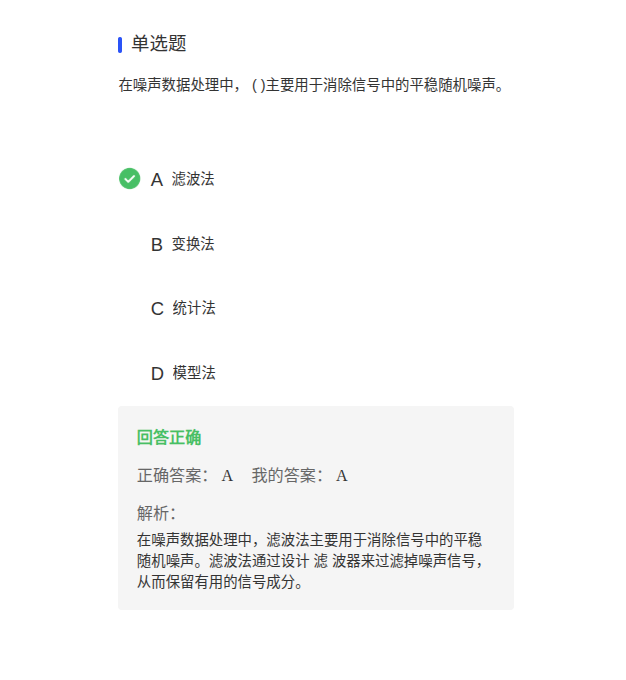 单选题
在噪声数据处理中， ( )主要用于消除信号中的平稳随机噪声。
A 滤波法
B 变换法
C 统计法
D 模型法
回答正确
正确答案： A 我的答案： A
解析：
在噪声数据处理中，滤波法主要用于消除信号中的平稳
随机噪声。滤波法通过设计 滤 波器来过滤掉噪声信号，
从而保留有用的信号成分。